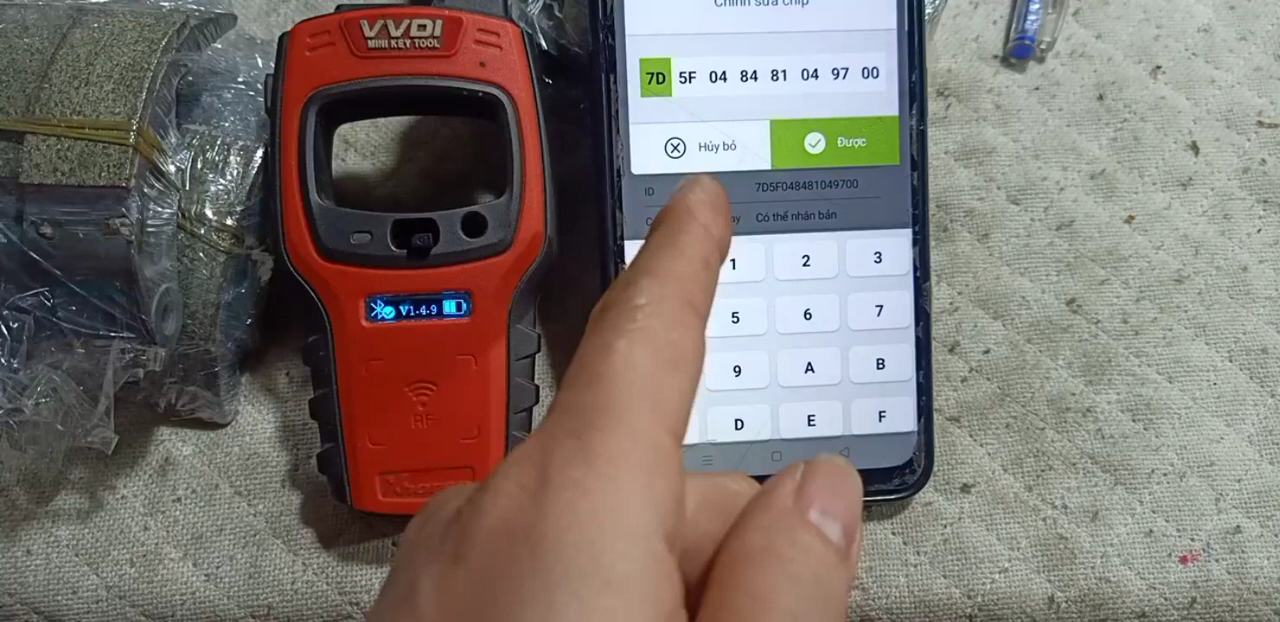 VVDI
MINI KEY TOOL
V1.4.9
RF
Chỉnh sửa chip
7D 5F 04 84 81 04 97 00
Hủy bỏ
Được
ID 7D5F048481049700
Có thể nhân bản
1 2 3
5 6 7
9 A B
D E F